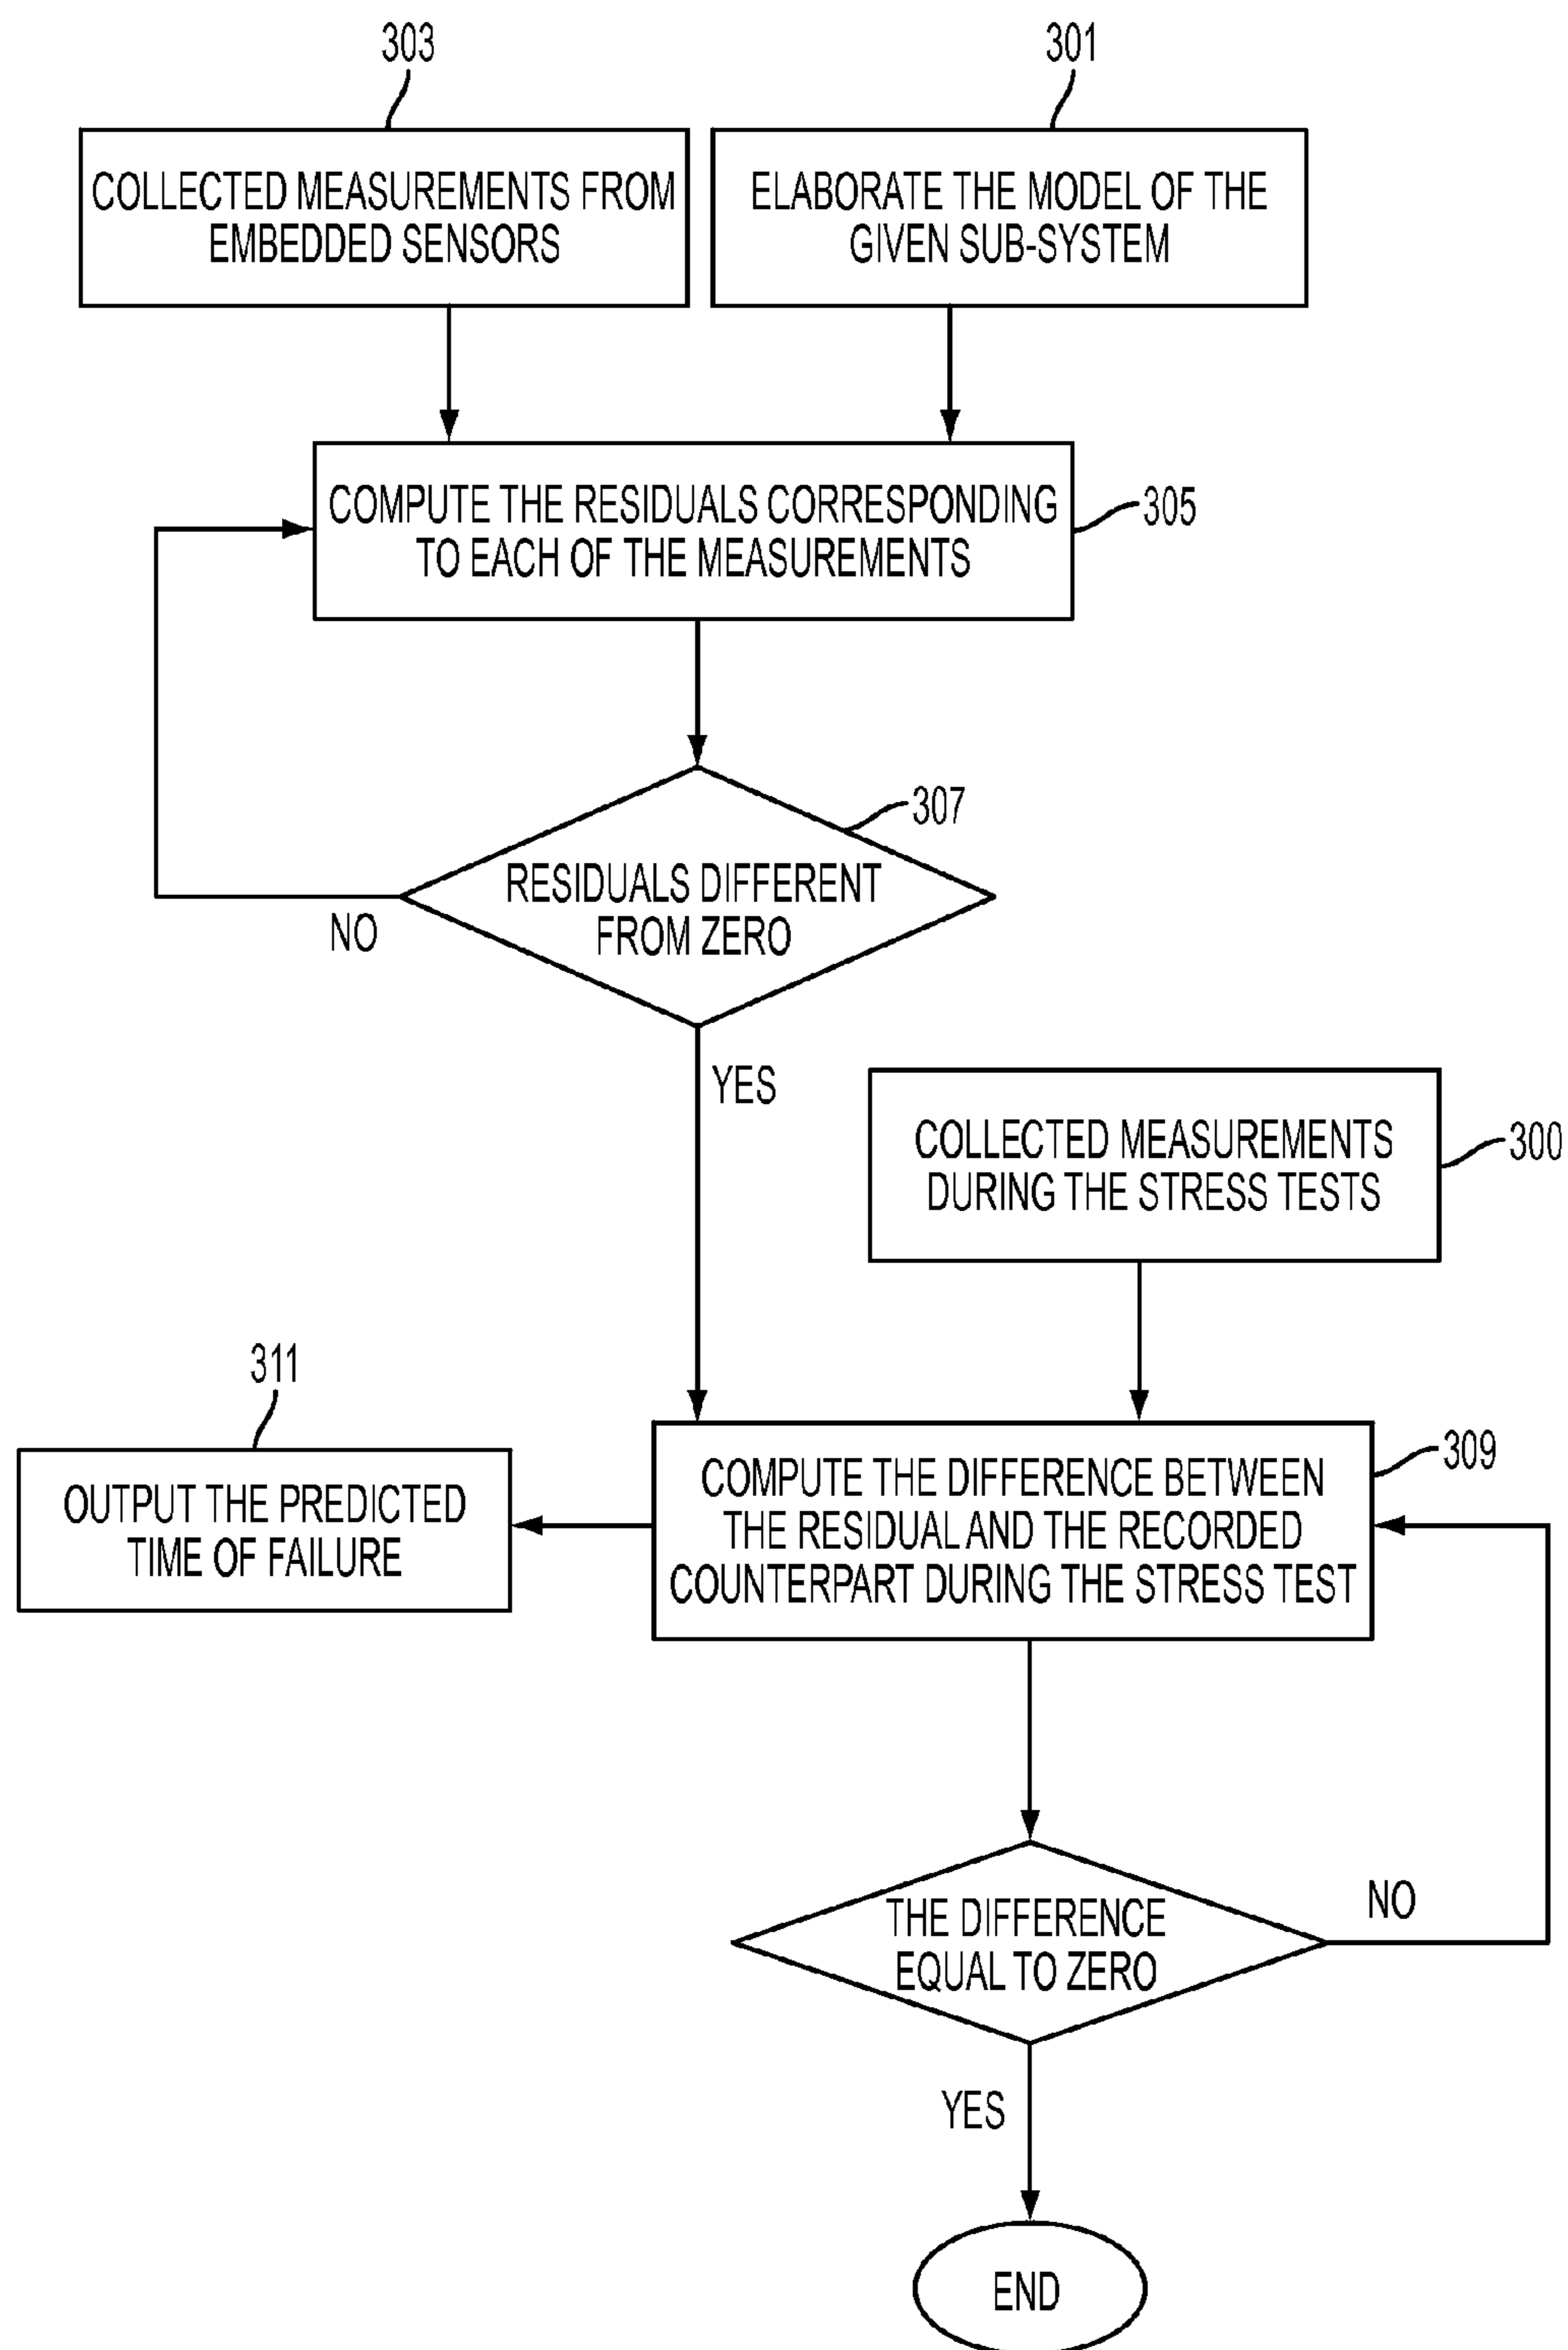 303
301
COLLECTED MEASUREMENTS FROM
EMBEDDED SENSORS
ELABORATE THE MODEL OF THE
GIVEN SUB-SYSTEM
COMPUTE THE RESIDUALS CORRESPONDING
TO EACH OF THE MEASUREMENTS
305
307
RESIDUALS DIFFERENT
FROM ZERO
NO
YES
COLLECTED MEASUREMENTS
DURING THE STRESS TESTS
300
311
OUTPUT THE PREDICTED
TIME OF FAILURE
COMPUTE THE DIFFERENCE BETWEEN
THE RESIDUAL AND THE RECORDED
COUNTERPART DURING THE STRESS TEST
309
THE DIFFERENCE
EQUAL TO ZERO
NO
YES
END